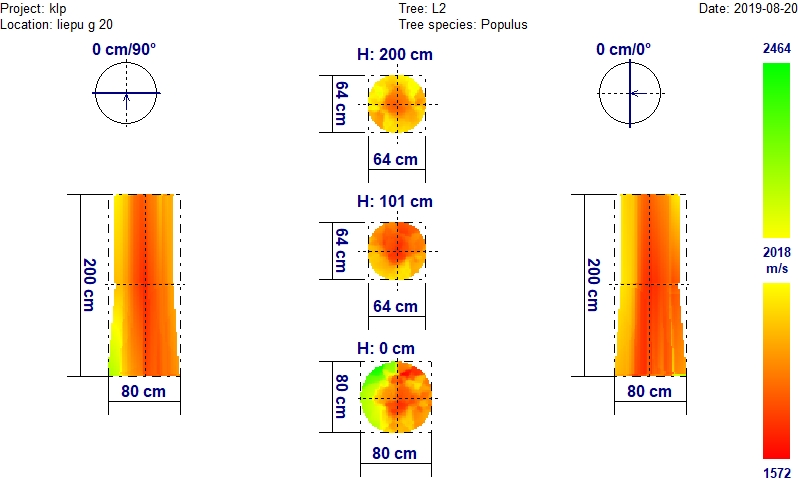 Project: klp
Tree: L2
Date: 2019-08-20
Location: liepu g 20
Tree species: Populus
0 cm/90°
H: 200 cm
0 cm/0°
2464
64 cm
64 cm
H: 101 cm
64 cm
64 cm
200 cm
200 cm
2018
m/s
H: 0 cm
80 cm
80 cm
80 cm
80 cm
1572